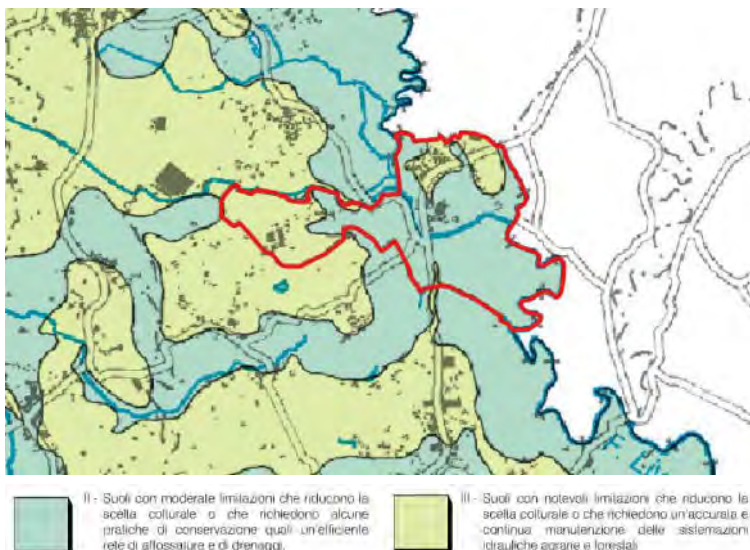 II - Suoli con moderate limitazioni che riducono la
scelta colturale o che richiedono alcune
pratiche di conservazione quali un'efficiente
rete di affossature e di drenaggi.
III - Suoli con notevoli limitazioni che riducono la
scelta colturale o che richiedono un'accurata e
continua manutenzione delle sistemazioni
idrauliche agrarie e forestali